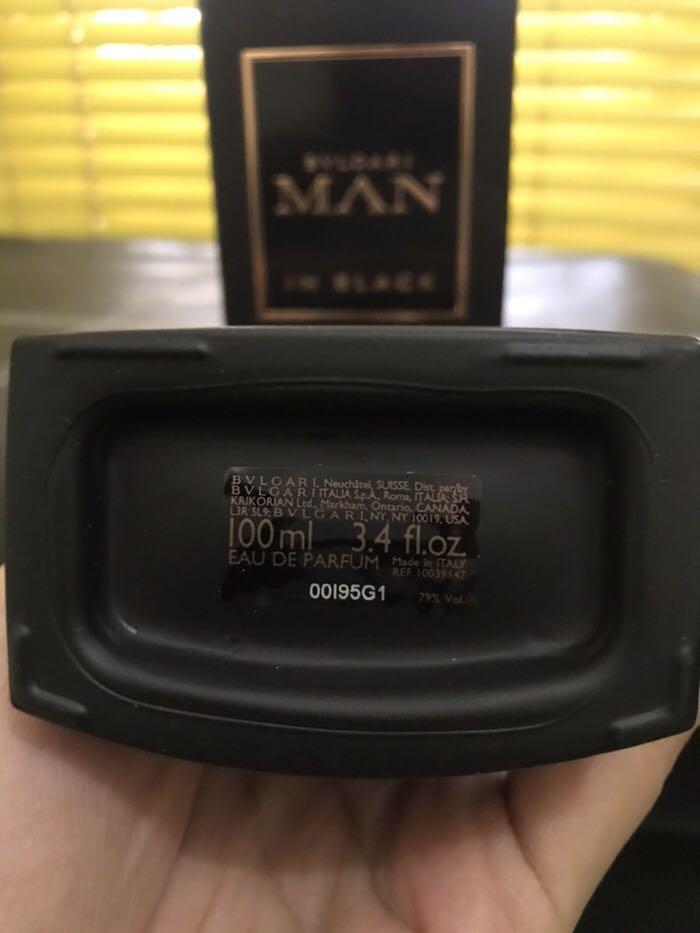 BVLGARI
MAN
IN BLACK
BVLGARI, Neuchâtel, SUISSE. Dist. par/by
BVLGARI ITALIA S.p.A., Roma, ITALIA; S.H.
KRIKORIAN Ltd., Markham, Ontario, CANADA,
L3R 5L9; BVLGARI, NY, NY 10019, USA.
100 ml 3.4 fl.oz
EAU DE PARFUM Made in ITALY
REF. 10039147
00I95G1 79% Vol.